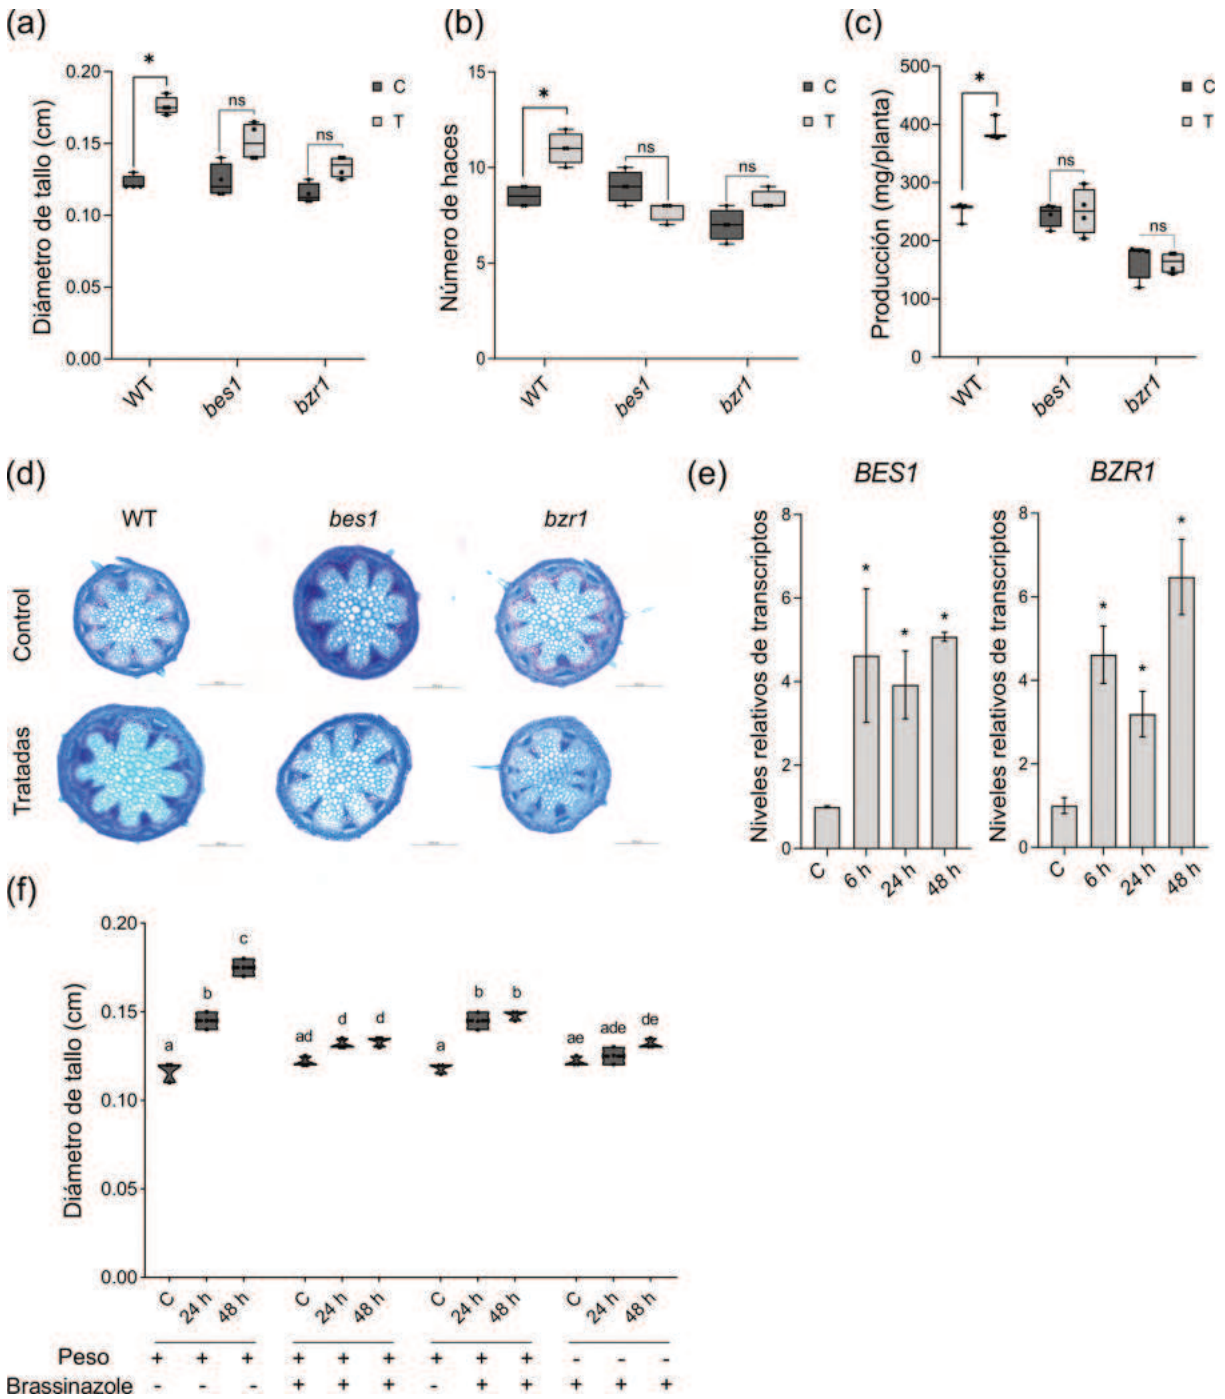 (a)
Diámetro de tallo (cm)
0.20
0.15
0.10
0.05
0.00
*
ns
ns
C
T
WT
bes1
bzr1
(b)
Número de haces
15
10
5
0
*
ns
ns
C
T
WT
bes1
bzr1
(c)
Producción (mg/planta)
500
400
300
200
100
0
*
ns
ns
C
T
WT
bes1
bzr1
(d)
WT
bes1
bzr1
Control
Tratadas
(e)
BES1
Niveles relativos de transcriptos
8
6
4
2
0
*
*
*
C
6 h
24 h
48 h
BZR1
Niveles relativos de transcriptos
8
6
4
2
0
*
*
*
C
6 h
24 h
48 h
(f)
Diámetro de tallo (cm)
0.20
0.15
0.10
0.05
0.00
a b c ad d d a b b ae ade de
C 24 h 48 h C 24 h 48 h C 24 h 48 h C 24 h 48 h
Peso + + + + + + + + + - - -
Brassinazole - - - + + + - + + + + +